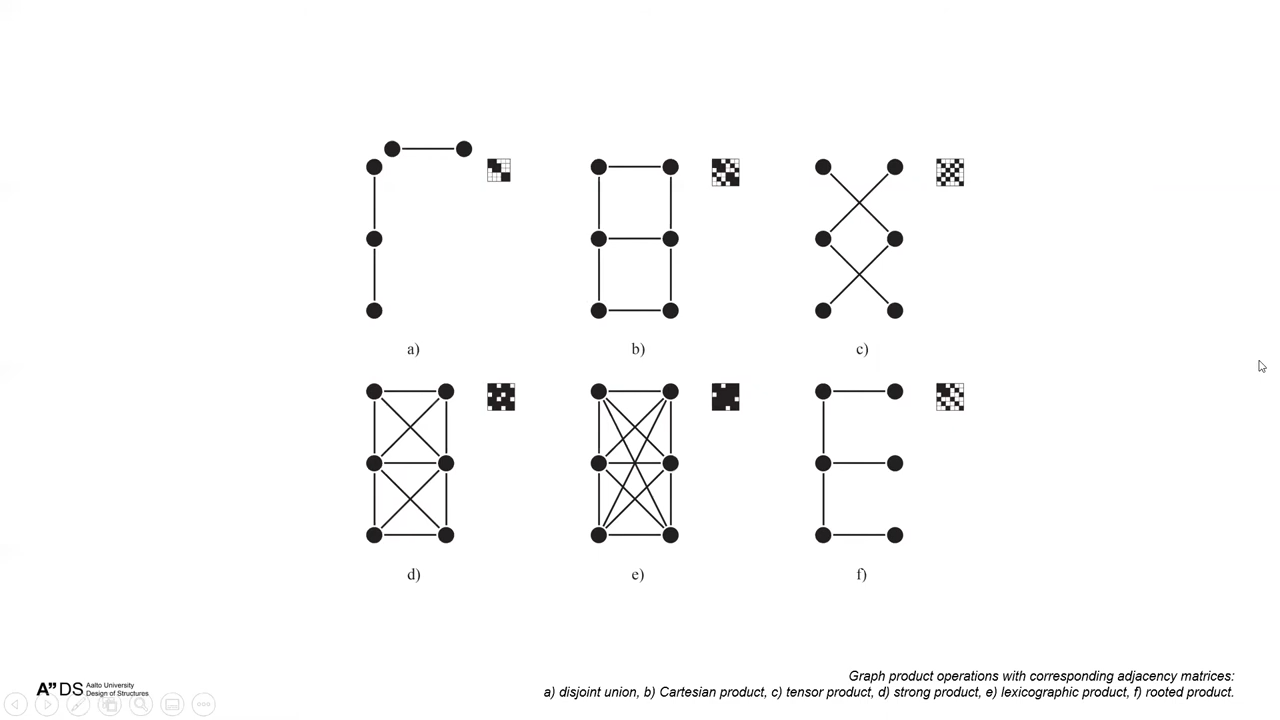 a)
b)
c)
d)
e)
f)
A” DS
Aalto University
Design of Structures
Graph product operations with corresponding adjacency matrices:
a) disjoint union, b) Cartesian product, c) tensor product, d) strong product, e) lexicographic product, f) rooted product.